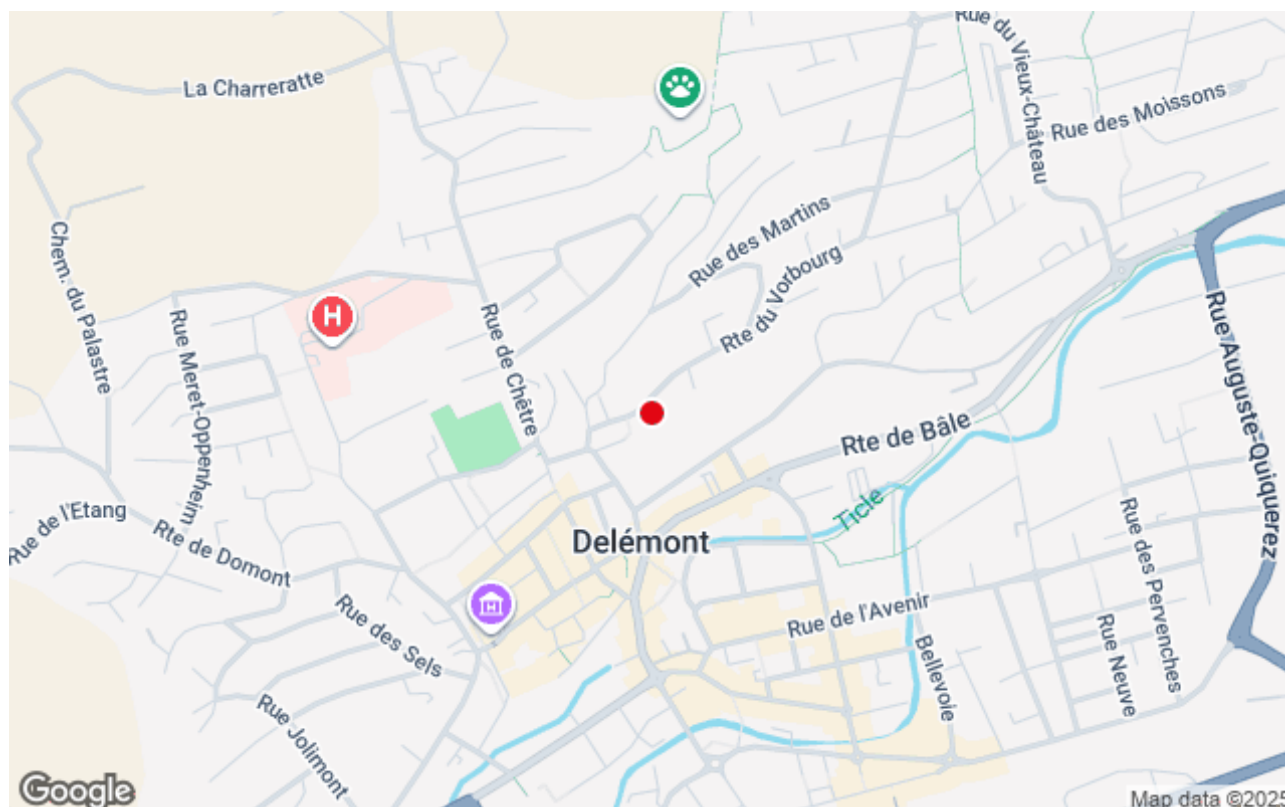 Rue du Vieux-Château
La Charreratte
Rue des Moissons
Rue des Martins
Chem. du Palastre
Rte du Vorbourg
H
Rue Meret-Oppenheim
Rue de Chêtre
Rue Auguste-Quiquerez
Rte de Bâle
Rue de l'Etang
Ticle
Rte de Domont
Delémont
Rue des Pervenches
Rue des Sels
Rue de l'Avenir
Rue Neuve
Bellevoie
Rue Jolimont
Google
Map data ©2025